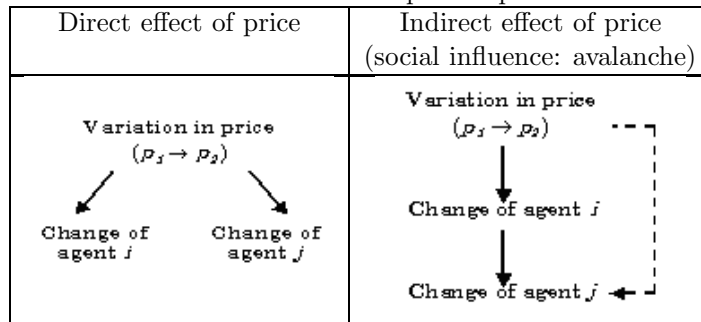 Direct effect of price
Indirect effect of price
(social influence: avalanche)
Variation in price
(p₁ → p₂)
Change of
agent i
Change of
agent j
Variation in price
(p₁ → p₂)
Change of agent i
Change of agent j